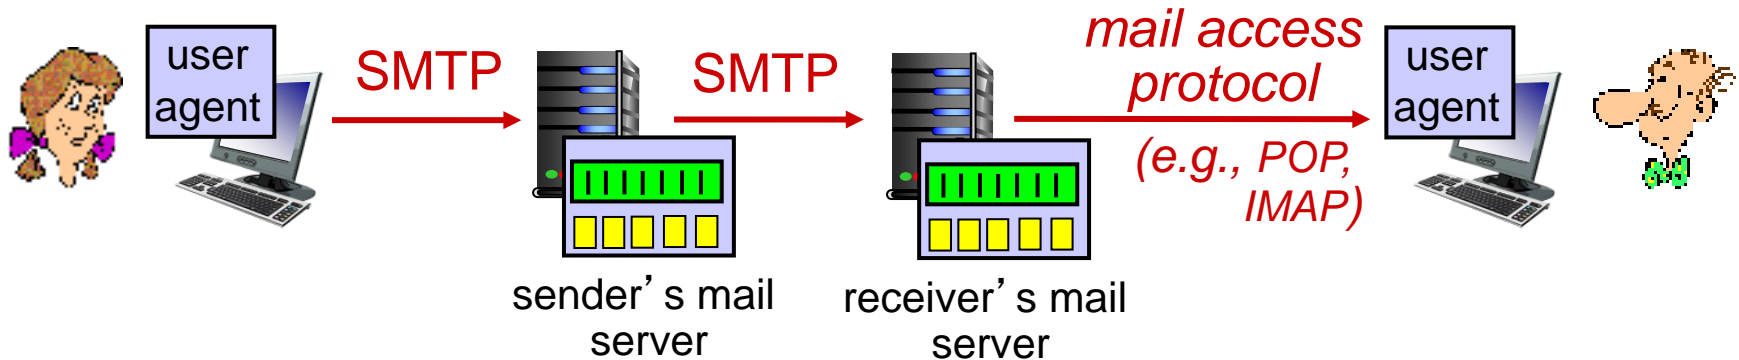 user
agent
SMTP
SMTP
mail access
protocol
(e.g., POP,
IMAP)
user
agent
sender’s mail
server
receiver’s mail
server